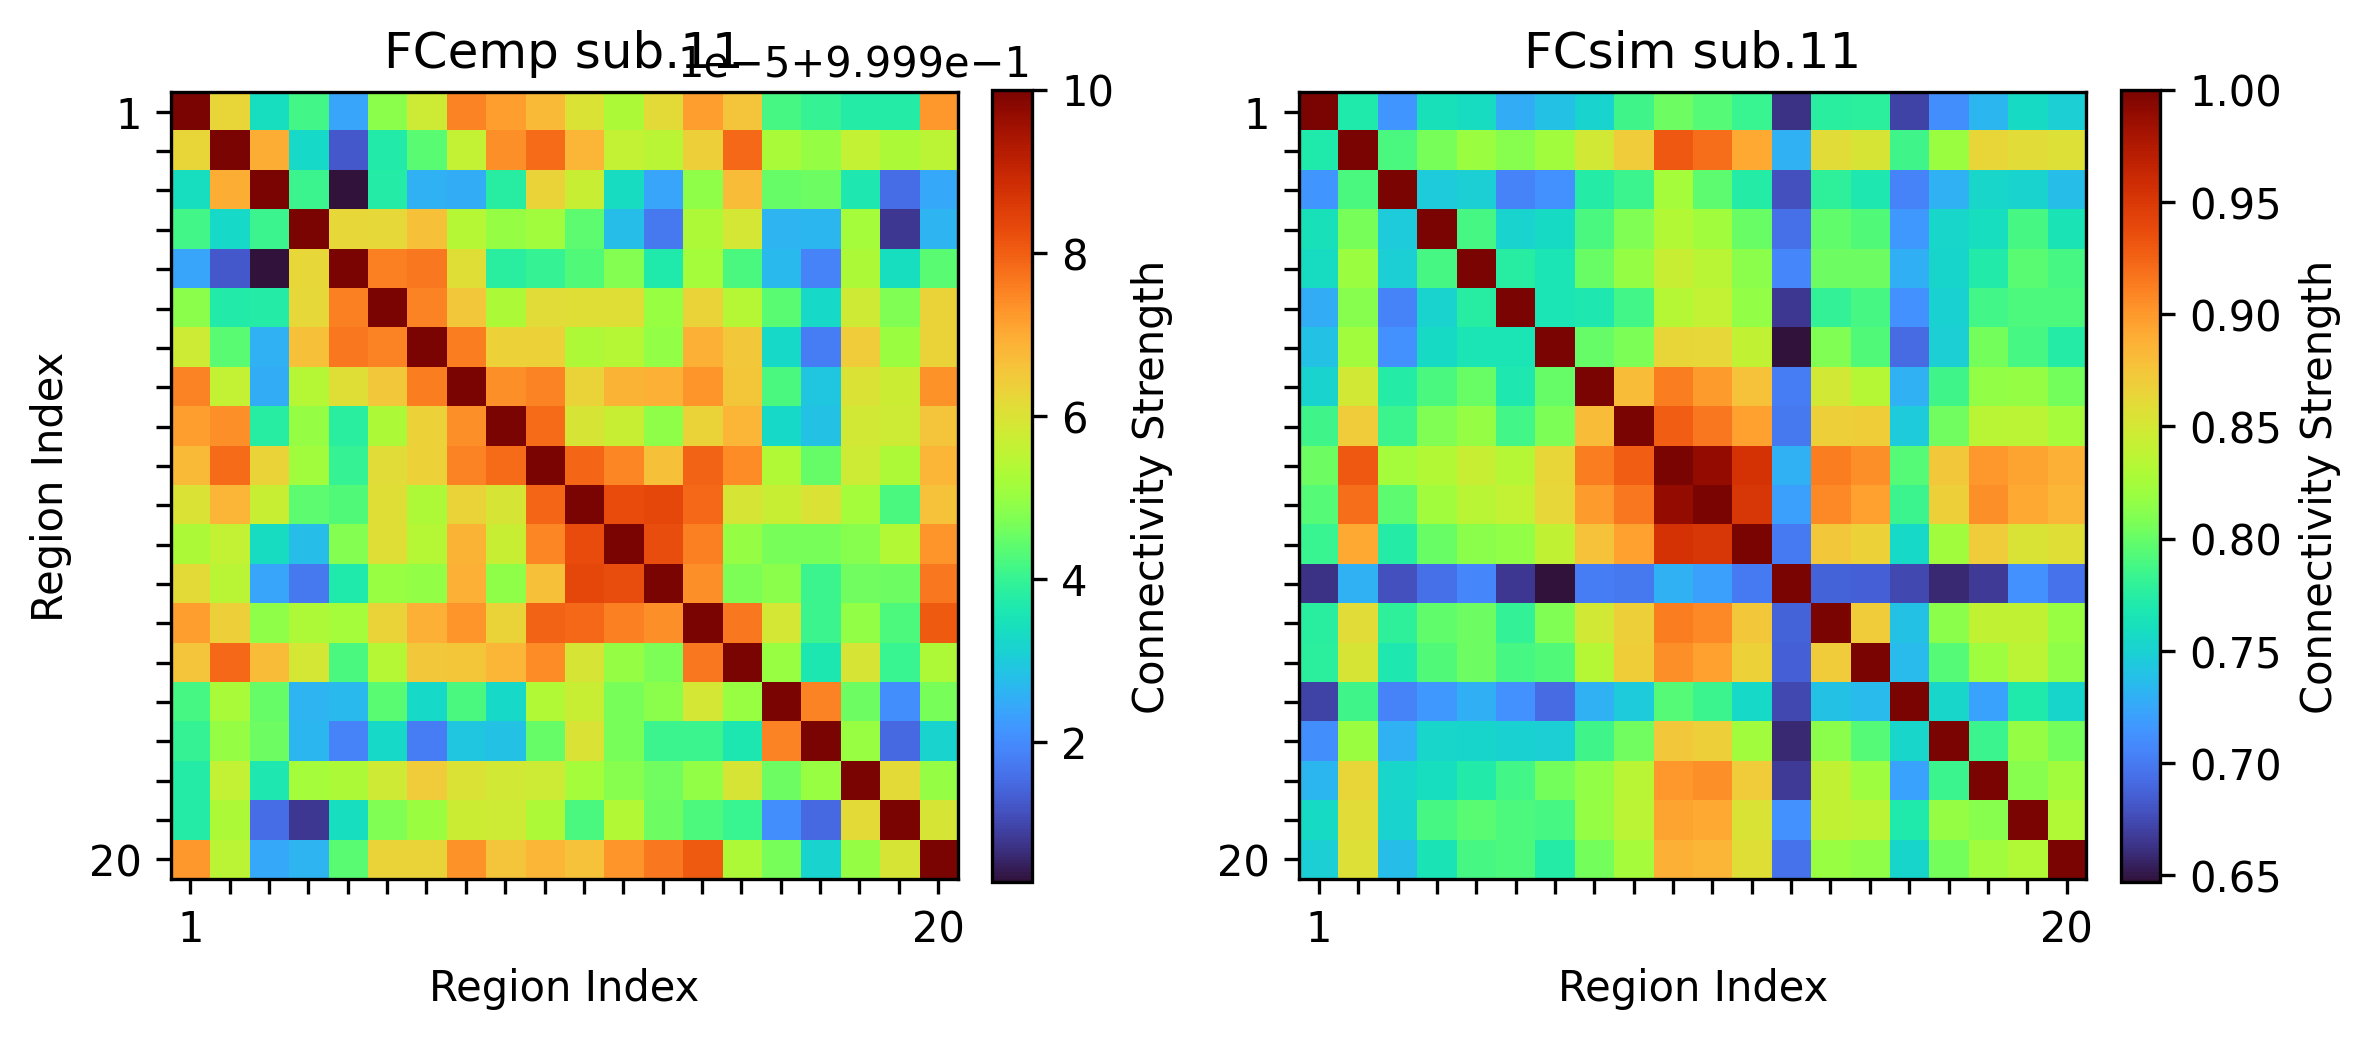 FCemp sub.11
1e−5+9.999e−1
FCsim sub.11
1
20
1
20
Region Index
Region Index
10
8
6
4
2
Connectivity Strength
1
20
1
20
Region Index
Region Index
1.00
0.95
0.90
0.85
0.80
0.75
0.70
0.65
Connectivity Strength